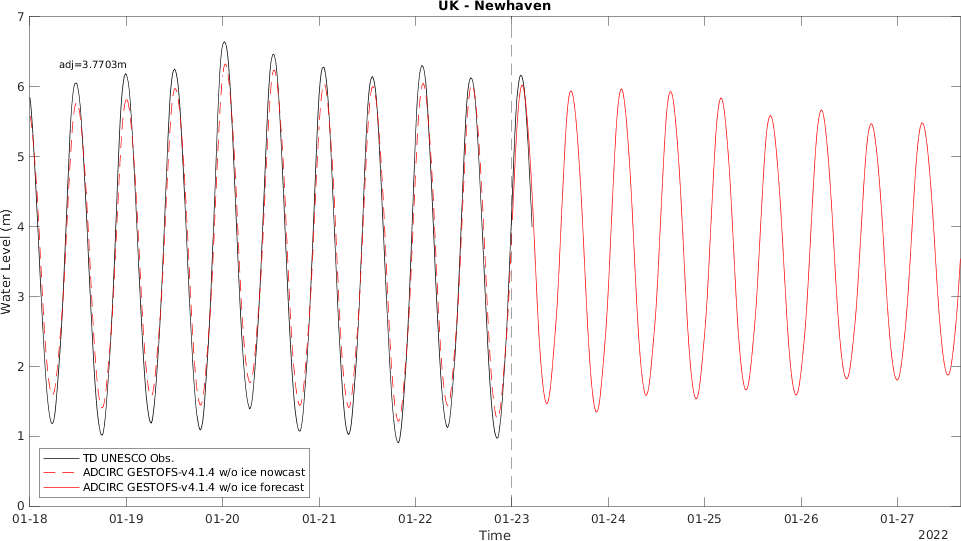 UK - Newhaven
7
adj=3.7703m
6
5
4
3
2
1
0
Water Level (m)
TD UNESCO Obs.
ADCIRC GESTOFS-v4.1.4 w/o ice nowcast
ADCIRC GESTOFS-v4.1.4 w/o ice forecast
01-18 01-19 01-20 01-21 01-22 01-23 01-24 01-25 01-26 01-27
Time
2022